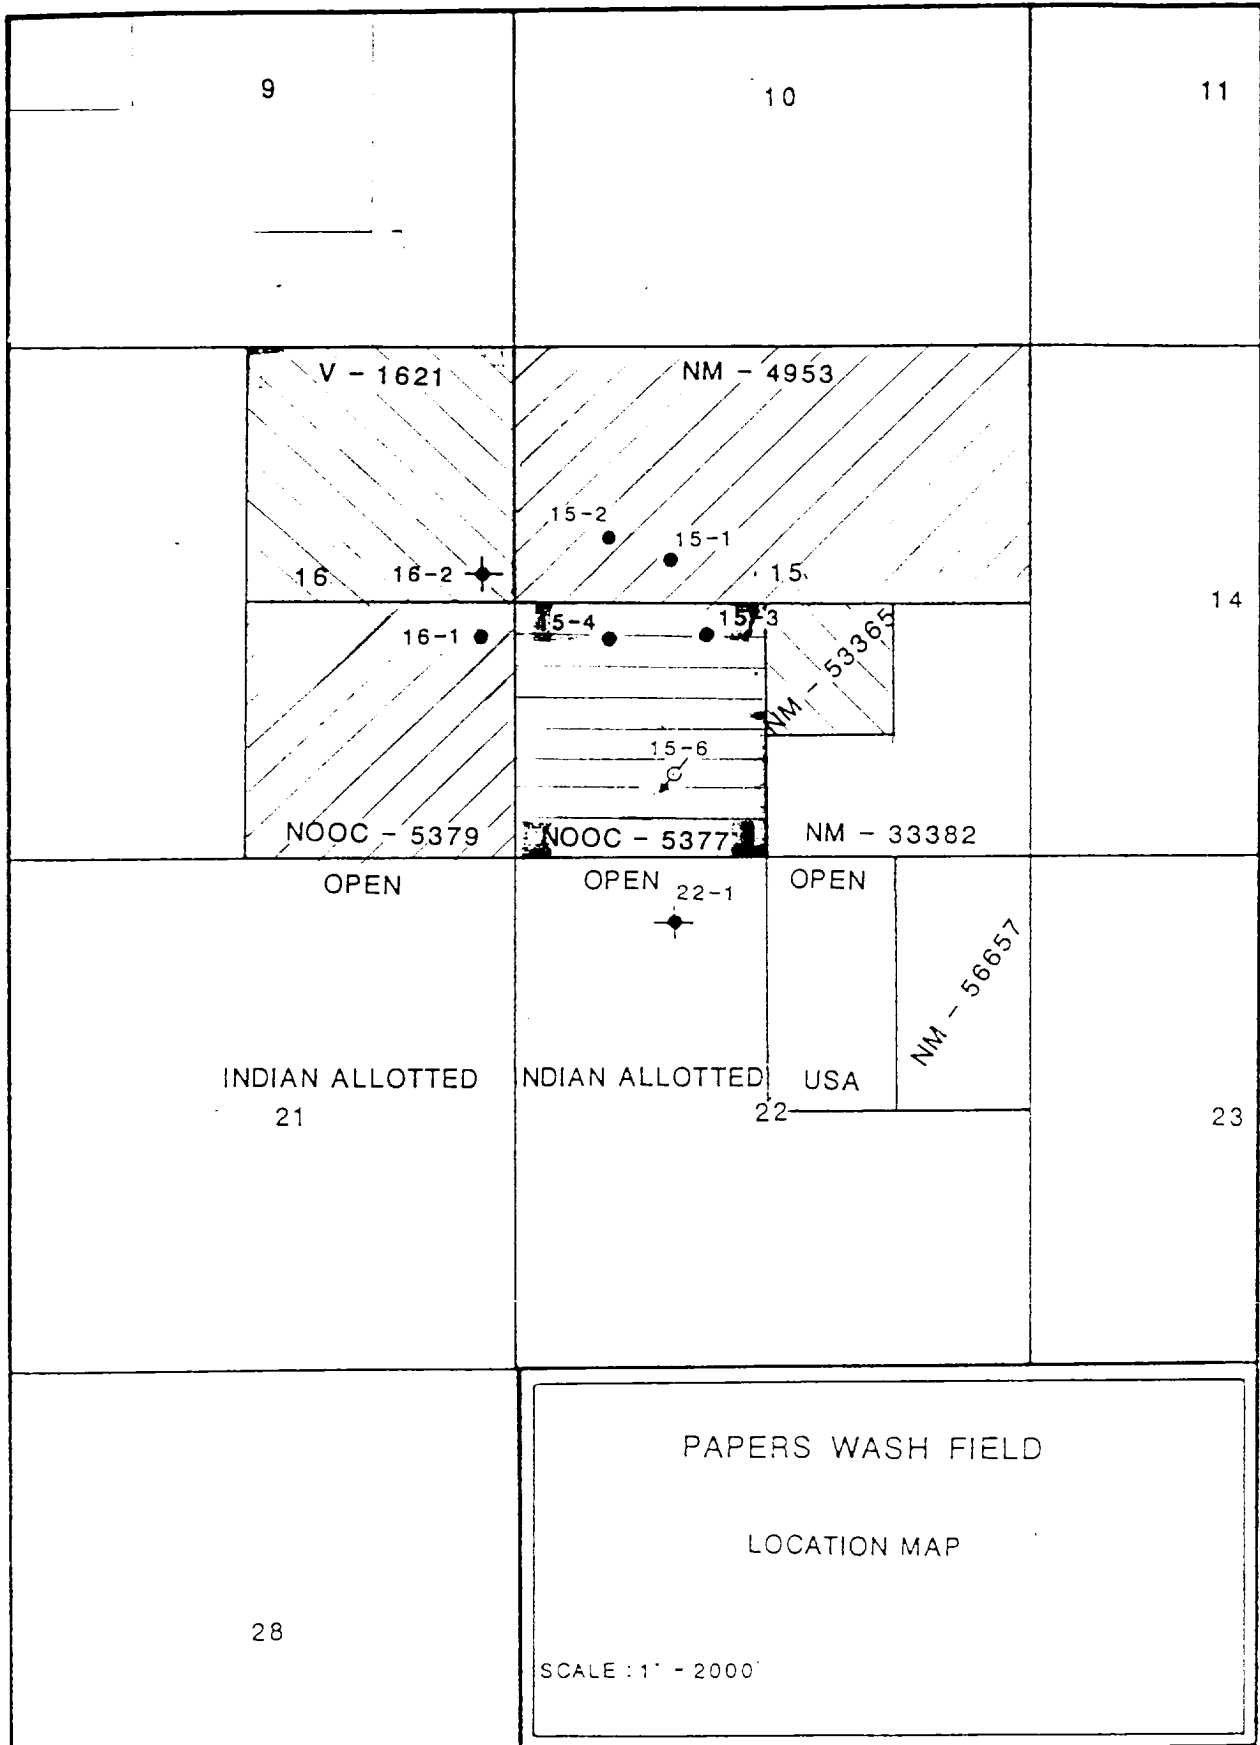 9
10
11
V - 1621
NM - 4953
15-2
15-1
16
16-2
15
14
16-1
15-4
15-3
NM - 53365
15-6
NOOC - 5379
NOOC - 5377
NM - 33382
OPEN
OPEN
OPEN
22-1
NM - 56657
INDIAN ALLOTTED
NDIAN ALLOTTED
USA
21
22
23
PAPERS WASH FIELD
LOCATION MAP
28
SCALE : 1" - 2000'